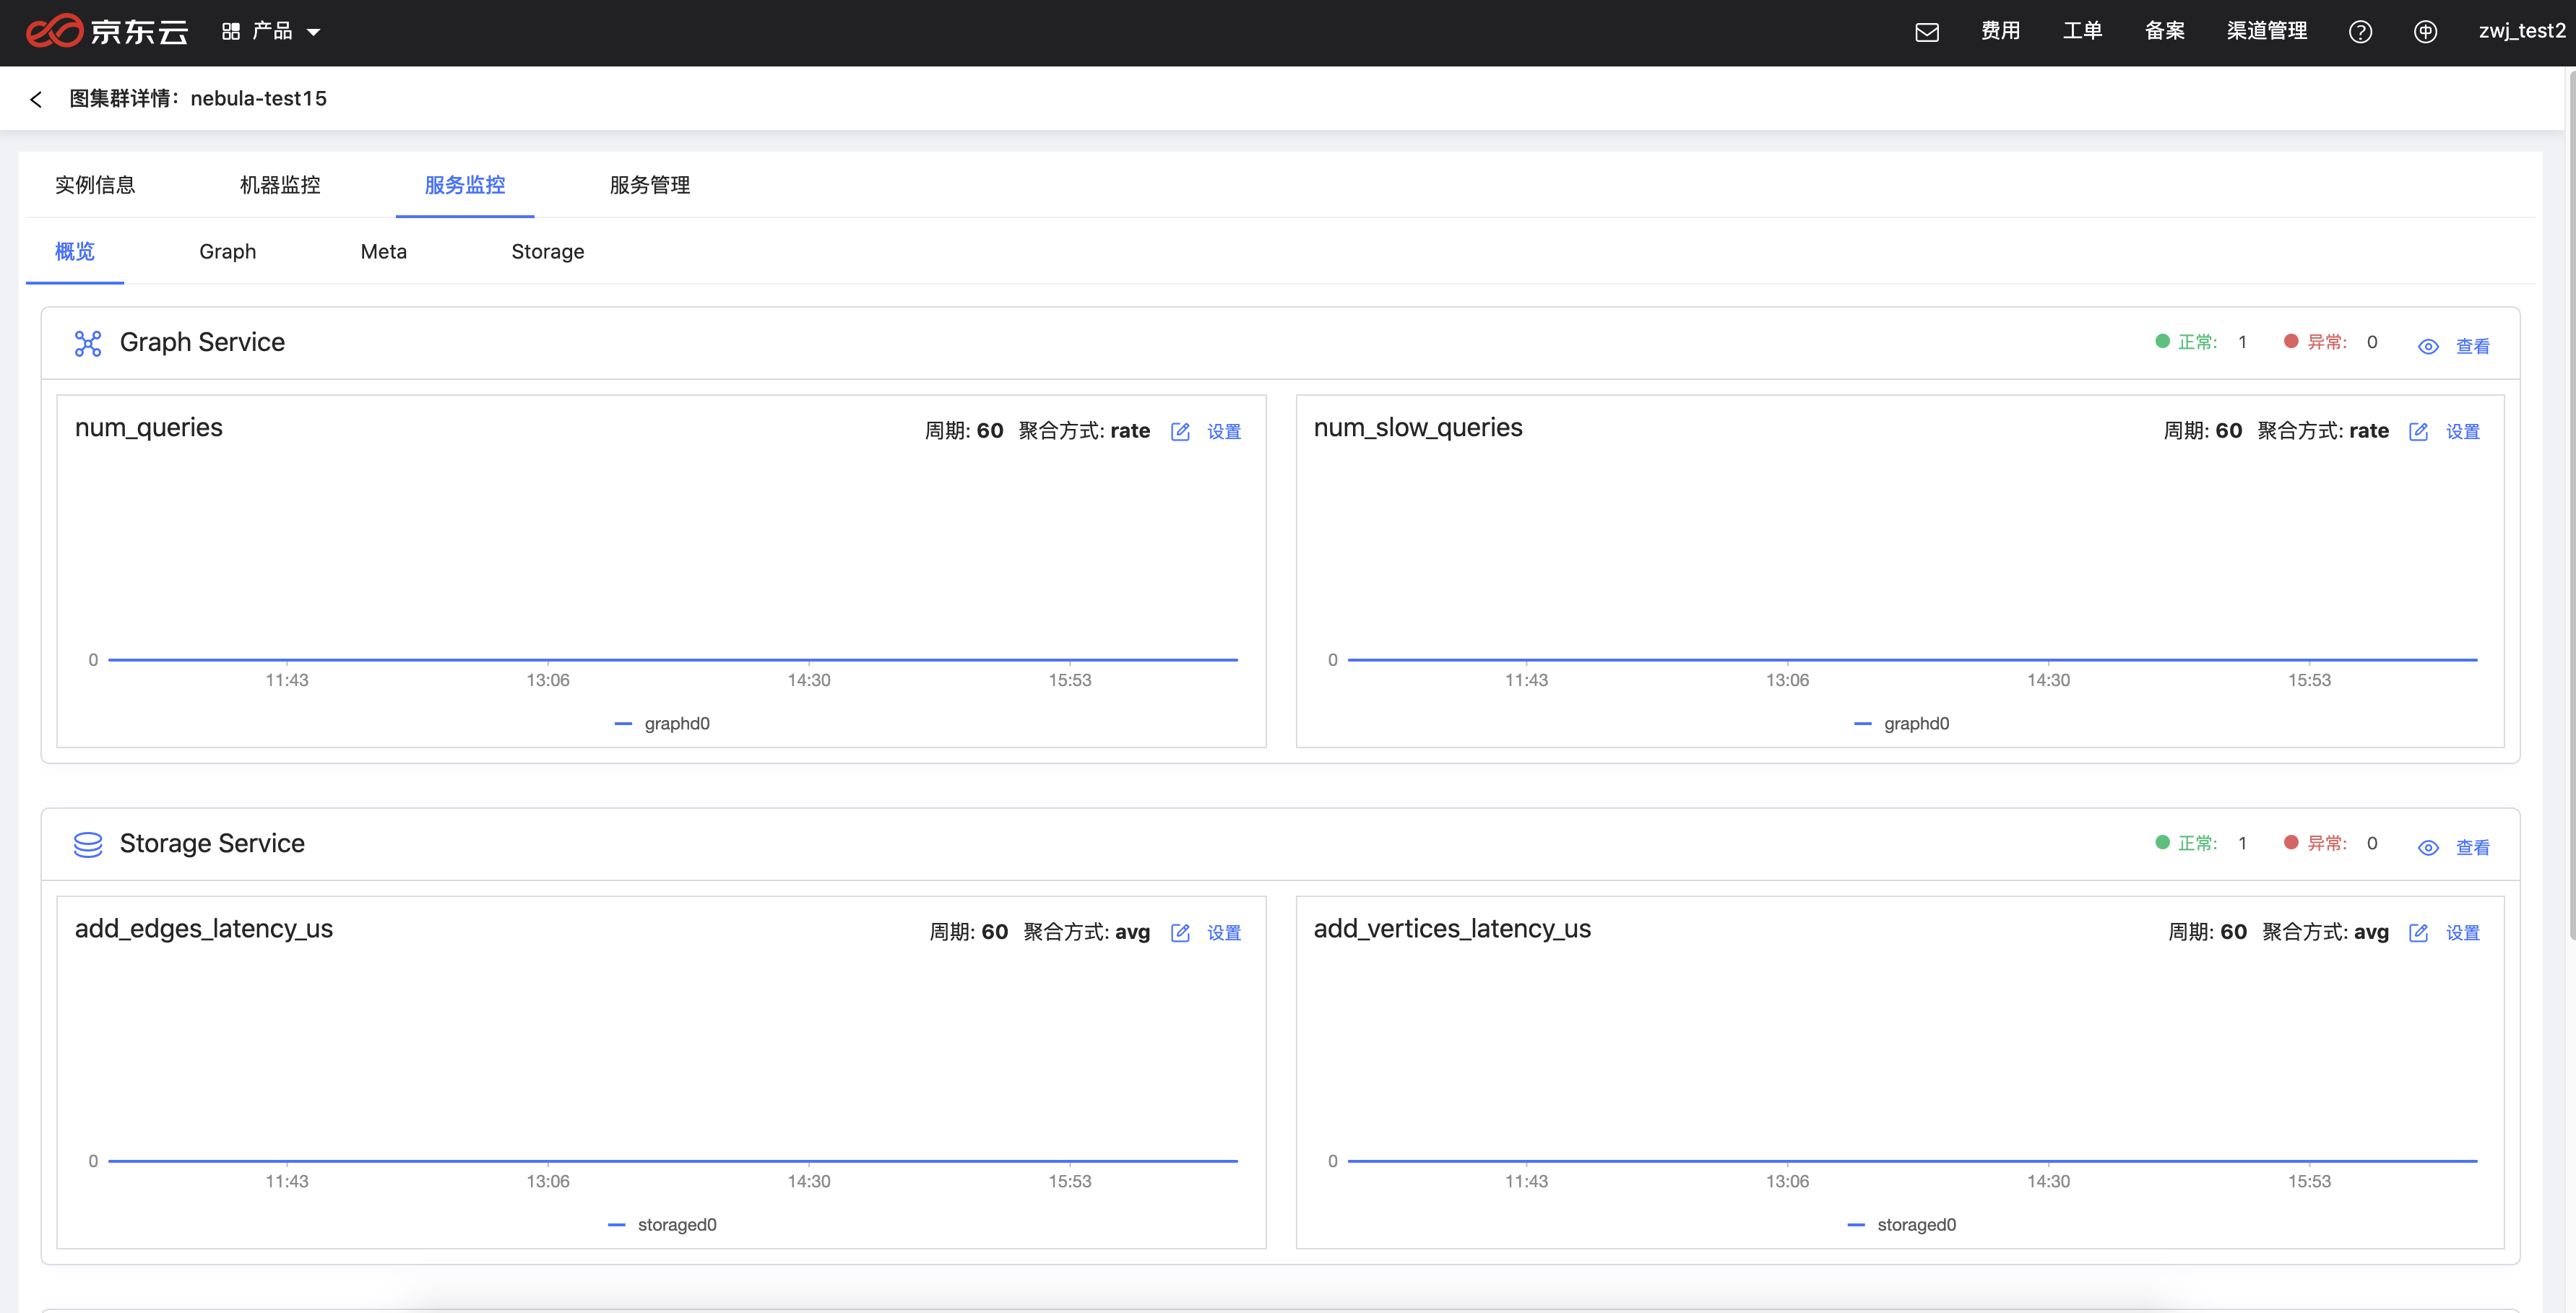 京东云 产品 费用 工单 备案 渠道管理 zwj_test2
图集群详情：nebula-test15
实例信息 机器监控 服务监控 服务管理
概览 Graph Meta Storage
Graph Service 正常: 1 异常: 0 查看
num_queries 周期: 60 聚合方式: rate 设置
0
11:43 13:06 14:30 15:53
graphd0
num_slow_queries 周期: 60 聚合方式: rate 设置
0
11:43 13:06 14:30 15:53
graphd0
Storage Service 正常: 1 异常: 0 查看
add_edges_latency_us 周期: 60 聚合方式: avg 设置
0
11:43 13:06 14:30 15:53
storaged0
add_vertices_latency_us 周期: 60 聚合方式: avg 设置
0
11:43 13:06 14:30 15:53
storaged0